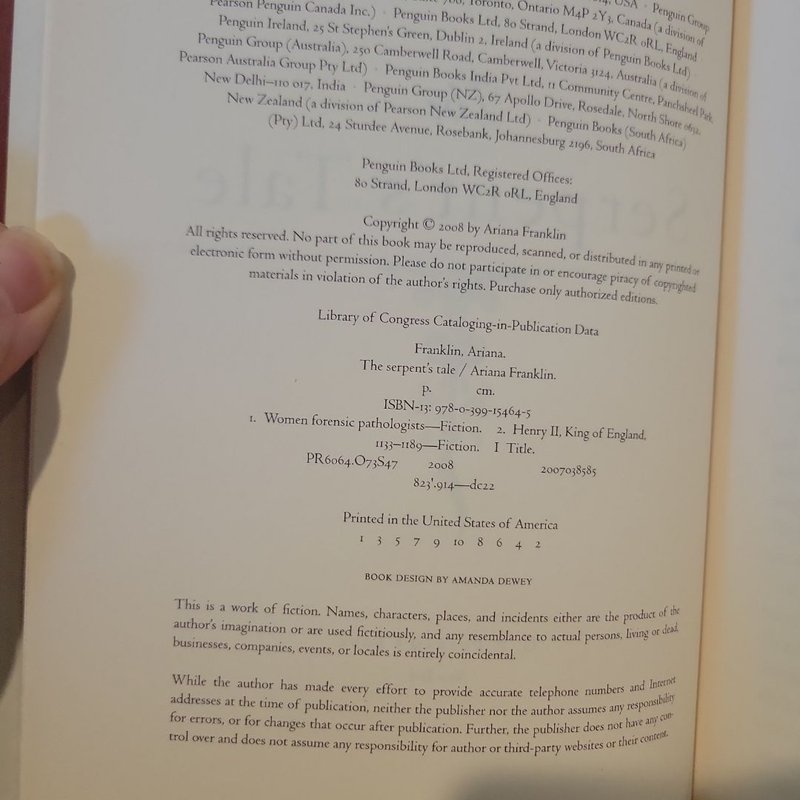 Toronto, Ontario M4P 2Y3, Canada (a division of
Pearson Penguin Canada Inc.) · Penguin Books Ltd, 80 Strand, London WC2R 0RL, England
Penguin Ireland, 25 St Stephen's Green, Dublin 2, Ireland (a division of Penguin Books Ltd) ·
Penguin Group (Australia), 250 Camberwell Road, Camberwell, Victoria 3124, Australia (a division of
Pearson Australia Group Pty Ltd) · Penguin Books India Pvt Ltd, 11 Community Centre, Panchsheel Park,
New Delhi–110 017, India · Penguin Group (NZ), 67 Apollo Drive, Rosedale, North Shore 0632,
New Zealand (a division of Pearson New Zealand Ltd) · Penguin Books (South Africa)
(Pty) Ltd, 24 Sturdee Avenue, Rosebank, Johannesburg 2196, South Africa
Penguin Books Ltd, Registered Offices:
80 Strand, London WC2R 0RL, England
Copyright © 2008 by Ariana Franklin
All rights reserved. No part of this book may be reproduced, scanned, or distributed in any printed or
electronic form without permission. Please do not participate in or encourage piracy of copyrighted
materials in violation of the author's rights. Purchase only authorized editions.
Library of Congress Cataloging-in-Publication Data
Franklin, Ariana.
The serpent's tale / Ariana Franklin.
p. cm.
ISBN-13: 978-0-399-15464-5
1. Women forensic pathologists—Fiction. 2. Henry II, King of England,
1133–1189—Fiction. I Title.
PR6064.O73S47 2008 2007038585
823'.914—dc22
Printed in the United States of America
1 3 5 7 9 10 8 6 4 2
BOOK DESIGN BY AMANDA DEWEY
This is a work of fiction. Names, characters, places, and incidents either are the product of the
author's imagination or are used fictitiously, and any resemblance to actual persons, living or dead,
businesses, companies, events, or locales is entirely coincidental.
While the author has made every effort to provide accurate telephone numbers and Internet
addresses at the time of publication, neither the publisher nor the author assumes any responsibility
for errors, or for changes that occur after publication. Further, the publisher does not have any con-
trol over and does not assume any responsibility for author or third-party websites or their content.